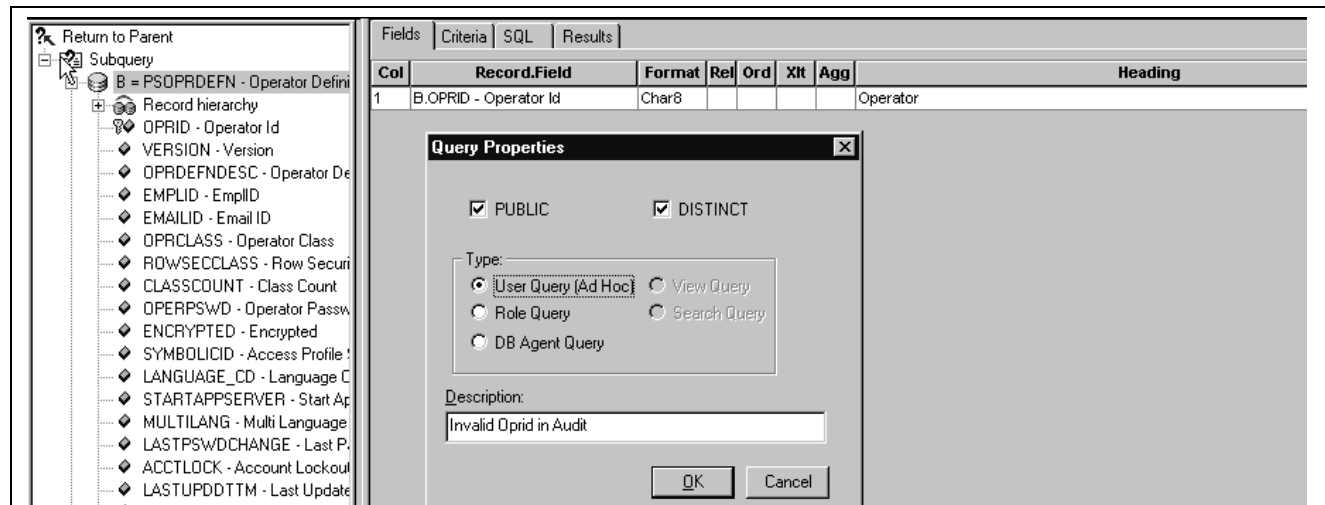 Return to Parent
Subquery
B = PSOPRDEFN - Operator Defini
Record hierarchy
OPRID - Operator Id
VERSION - Version
OPRDEFNDESC - Operator De
EMPLID - EmplID
EMAILID - Email ID
OPRCLASS - Operator Class
ROWSECCLASS - Row Securi
CLASSCOUNT - Class Count
OPERPSWD - Operator Passw
ENCRYPTED - Encrypted
SYMBOLICID - Access Profile S
LANGUAGE_CD - Language C
STARTAPPSERVER - Start Ap
MULTILANG - Multi Language
LASTPSWDCHANGE - Last P
ACCTLOCK - Account Lockout
LASTUPDDTTM - Last Update
Fields Criteria SQL Results
Col Record.Field Format Rel Ord Xlt Agg Heading
1 B.OPRID - Operator Id Char8 Operator
Query Properties
PUBLIC DISTINCT
Type:
User Query (Ad Hoc) View Query
Role Query Search Query
DB Agent Query
Description:
Invalid Oprid in Audit
OK Cancel